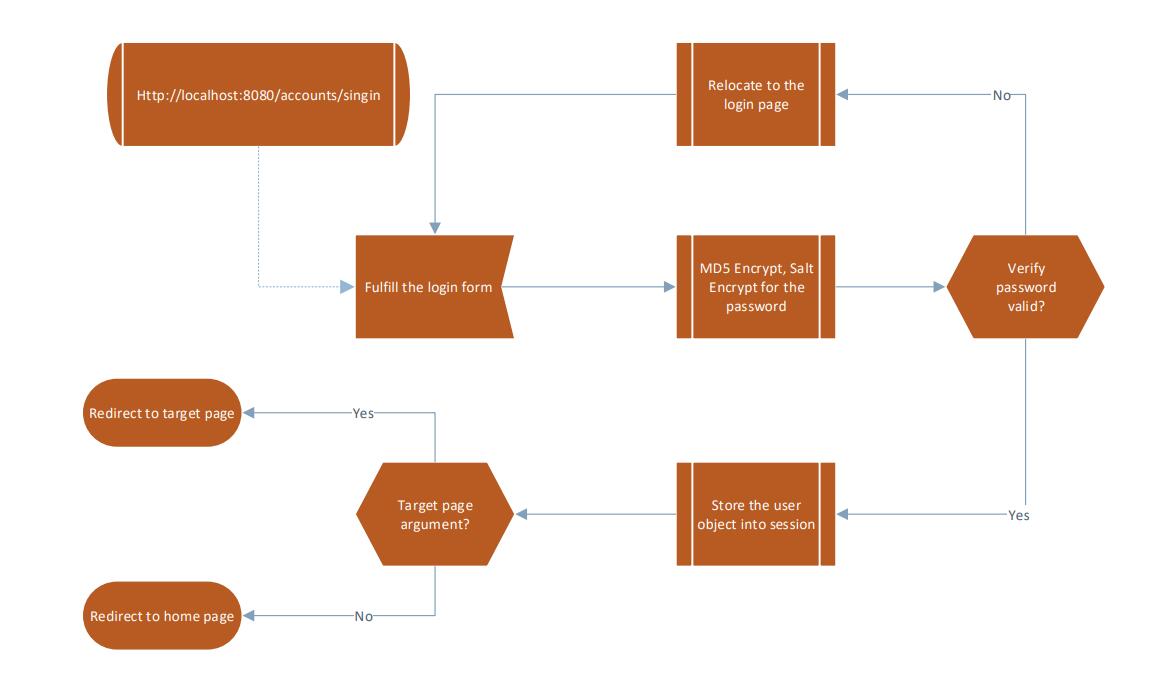 Http://localhost:8080/accounts/singin
Relocate to the
login page
No
Fulfill the login form
MD5 Encrypt, Salt
Encrypt for the
password
Verify
password
valid?
Redirect to target page
Yes
Target page
argument?
Store the user
object into session
Yes
Redirect to home page
No